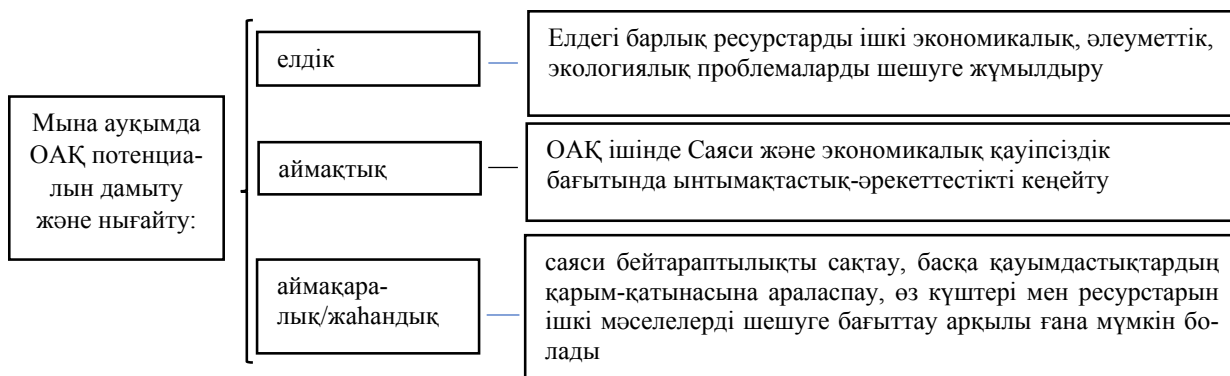 Мына ауқымда
ОАҚ потенциа-
лын дамыту
және нығайту:
елдік
Елдегі барлық ресурстарды ішкі экономикалық, әлеуметтік,
экологиялық проблемаларды шешуге жүмылдыру
аймақтық
ОАҚ ішінде Саяси және экономикалық қауіпсіздік
бағытында ынтымақтастық-әрекеттестікті кеңейту
аймақара-
лық/жаһандық
саяси бейтараптылықты сақтау, басқа қауымдастықтардың
қарым-қатынасына араласпау, өз күштері мен ресурстарын
ішкі мәселелерді шешуге бағыттау арқылы ғана мүмкін бо-
лады